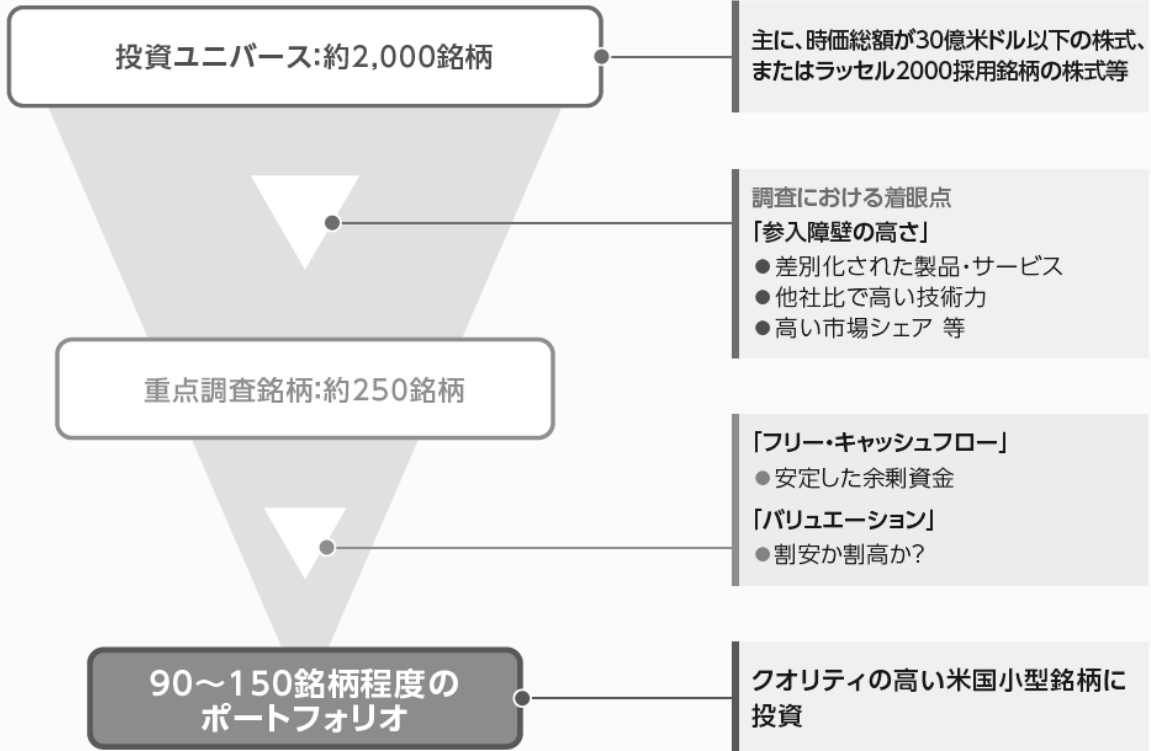 投資ユニバース：約2,000銘柄
主に、時価総額が30億米ドル以下の株式、
またはラッセル2000採用銘柄の株式等
調査における着眼点
「参入障壁の高さ」
●差別化された製品・サービス
●他社比で高い技術力
●高い市場シェア 等
重点調査銘柄：約250銘柄
「フリー・キャッシュフロー」
●安定した余剰資金
「バリュエーション」
●割安か割高か?
90～150銘柄程度の
ポートフォリオ
クオリティの高い米国小型銘柄に
投資